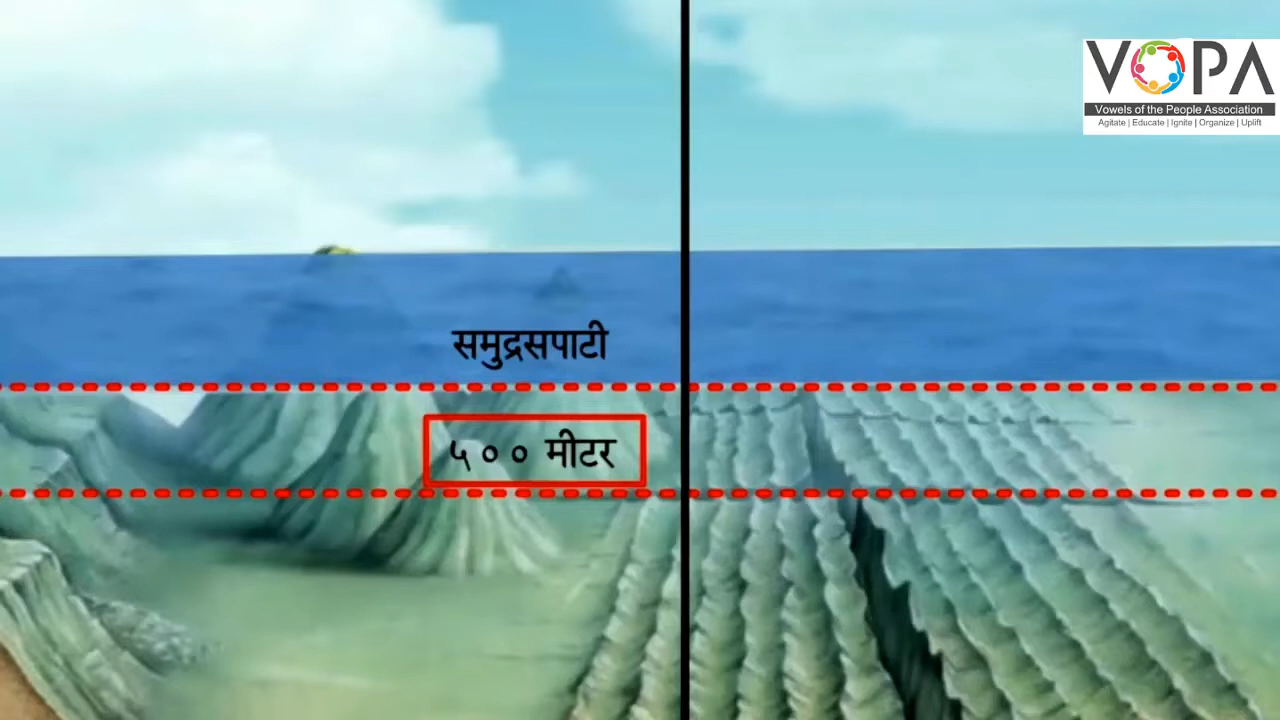 VOPA
Vowels of the People Association
Agitate | Educate | Ignite | Organize | Uplift
समुद्रसपाटी
५०० मीटर